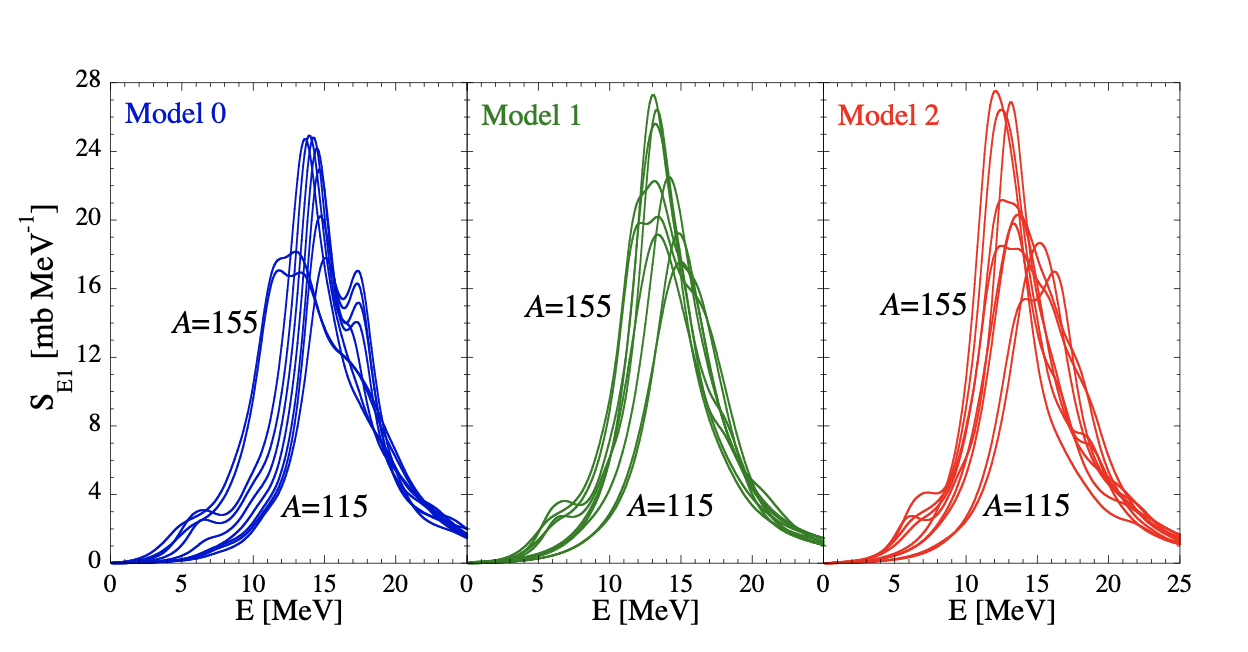 28
24
20
16
12
8
4
0
S_E1 [mb MeV^-1]
Model 0
A=155
A=115
0 5 10 15 20
E [MeV]
Model 1
A=155
A=115
0 5 10 15 20
E [MeV]
Model 2
A=155
A=115
0 5 10 15 20 25
E [MeV]